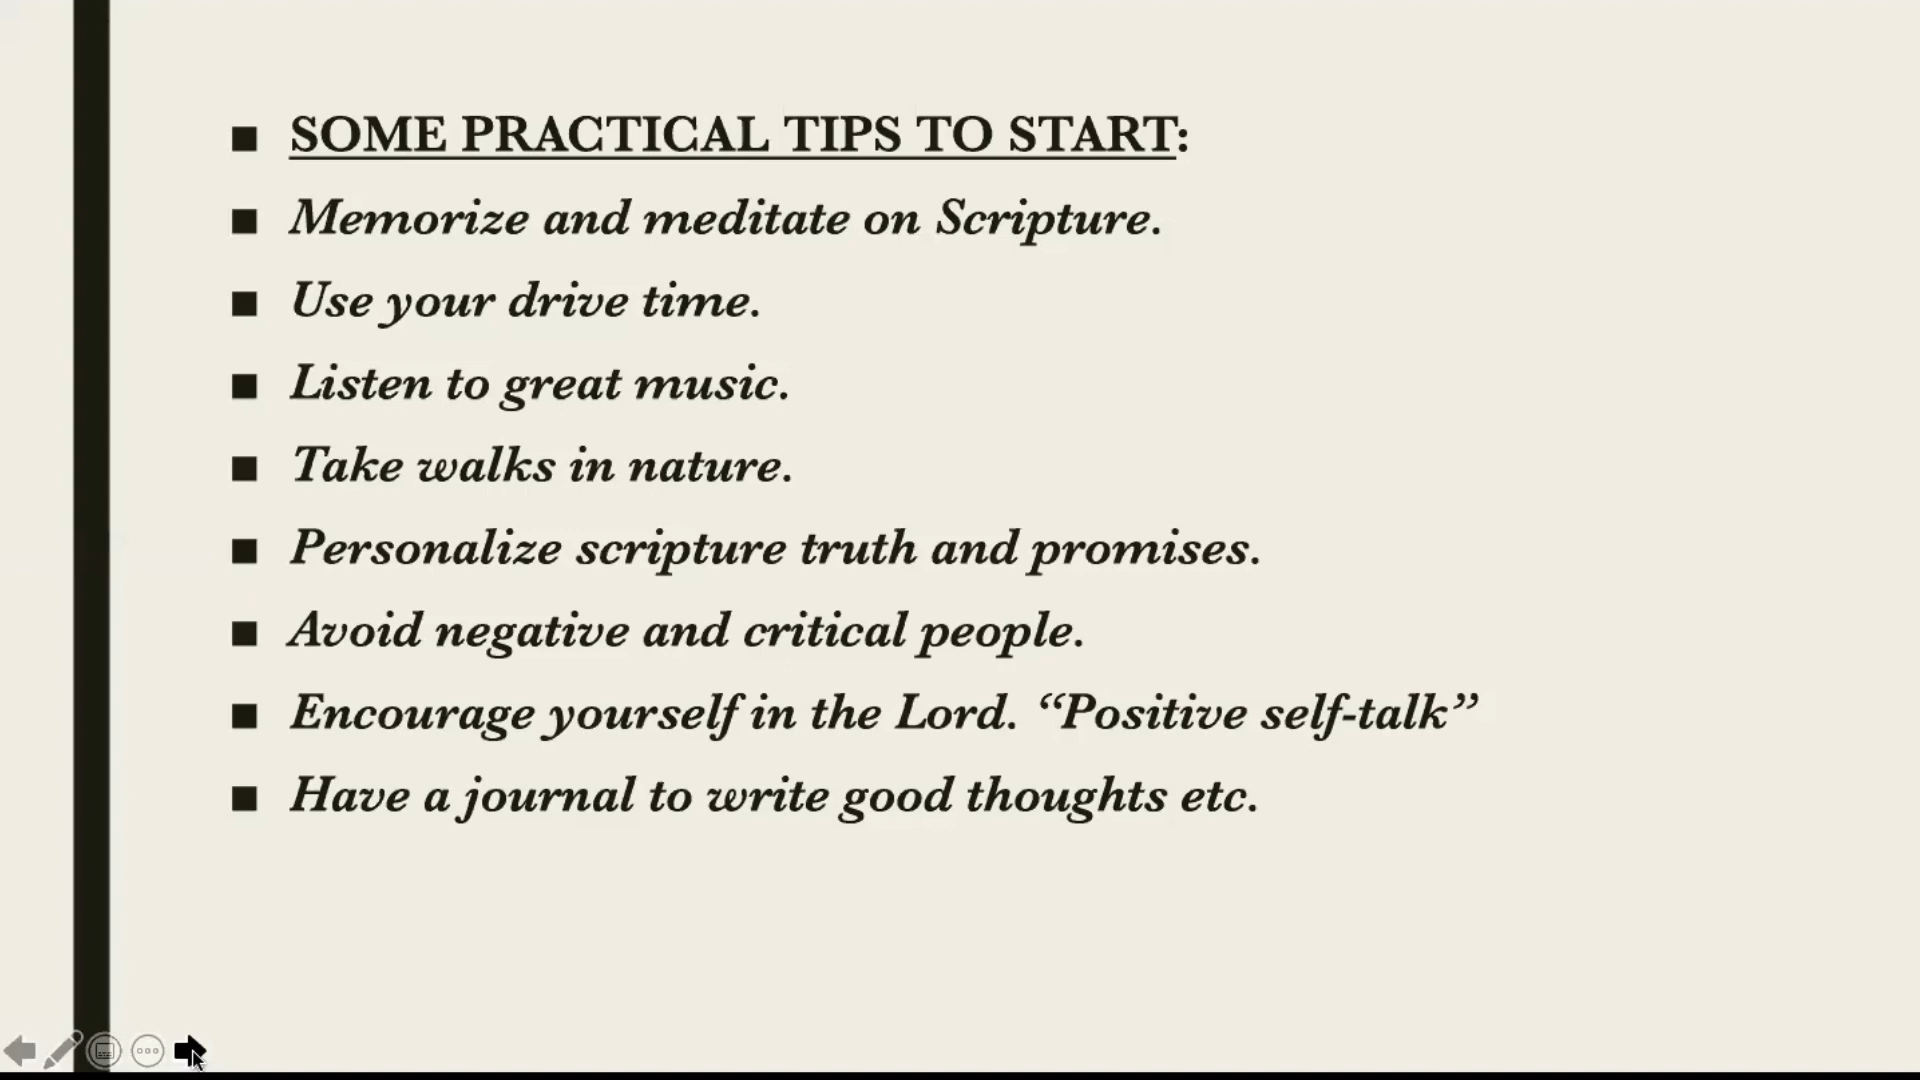 SOME PRACTICAL TIPS TO START:
Memorize and meditate on Scripture.
Use your drive time.
Listen to great music.
Take walks in nature.
Personalize scripture truth and promises.
Avoid negative and critical people.
Encourage yourself in the Lord. “Positive self-talk”
Have a journal to write good thoughts etc.